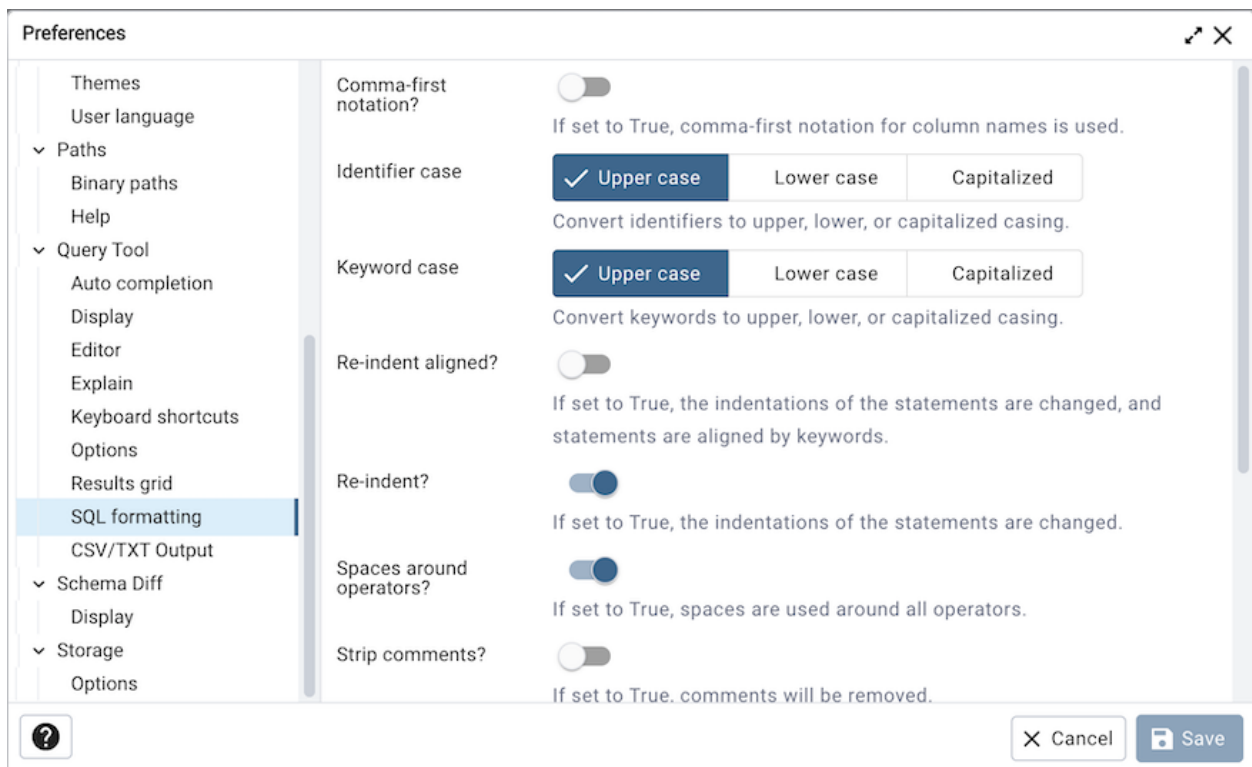 Preferences
Themes
User language
Paths
Binary paths
Help
Query Tool
Auto completion
Display
Editor
Explain
Keyboard shortcuts
Options
Results grid
SQL formatting
CSV/TXT Output
Schema Diff
Display
Storage
Options
Comma-first
notation?
If set to True, comma-first notation for column names is used.
Identifier case
Upper case Lower case Capitalized
Convert identifiers to upper, lower, or capitalized casing.
Keyword case
Upper case Lower case Capitalized
Convert keywords to upper, lower, or capitalized casing.
Re-indent aligned?
If set to True, the indentations of the statements are changed, and
statements are aligned by keywords.
Re-indent?
If set to True, the indentations of the statements are changed.
Spaces around
operators?
If set to True, spaces are used around all operators.
Strip comments?
If set to True, comments will be removed.
? Cancel Save